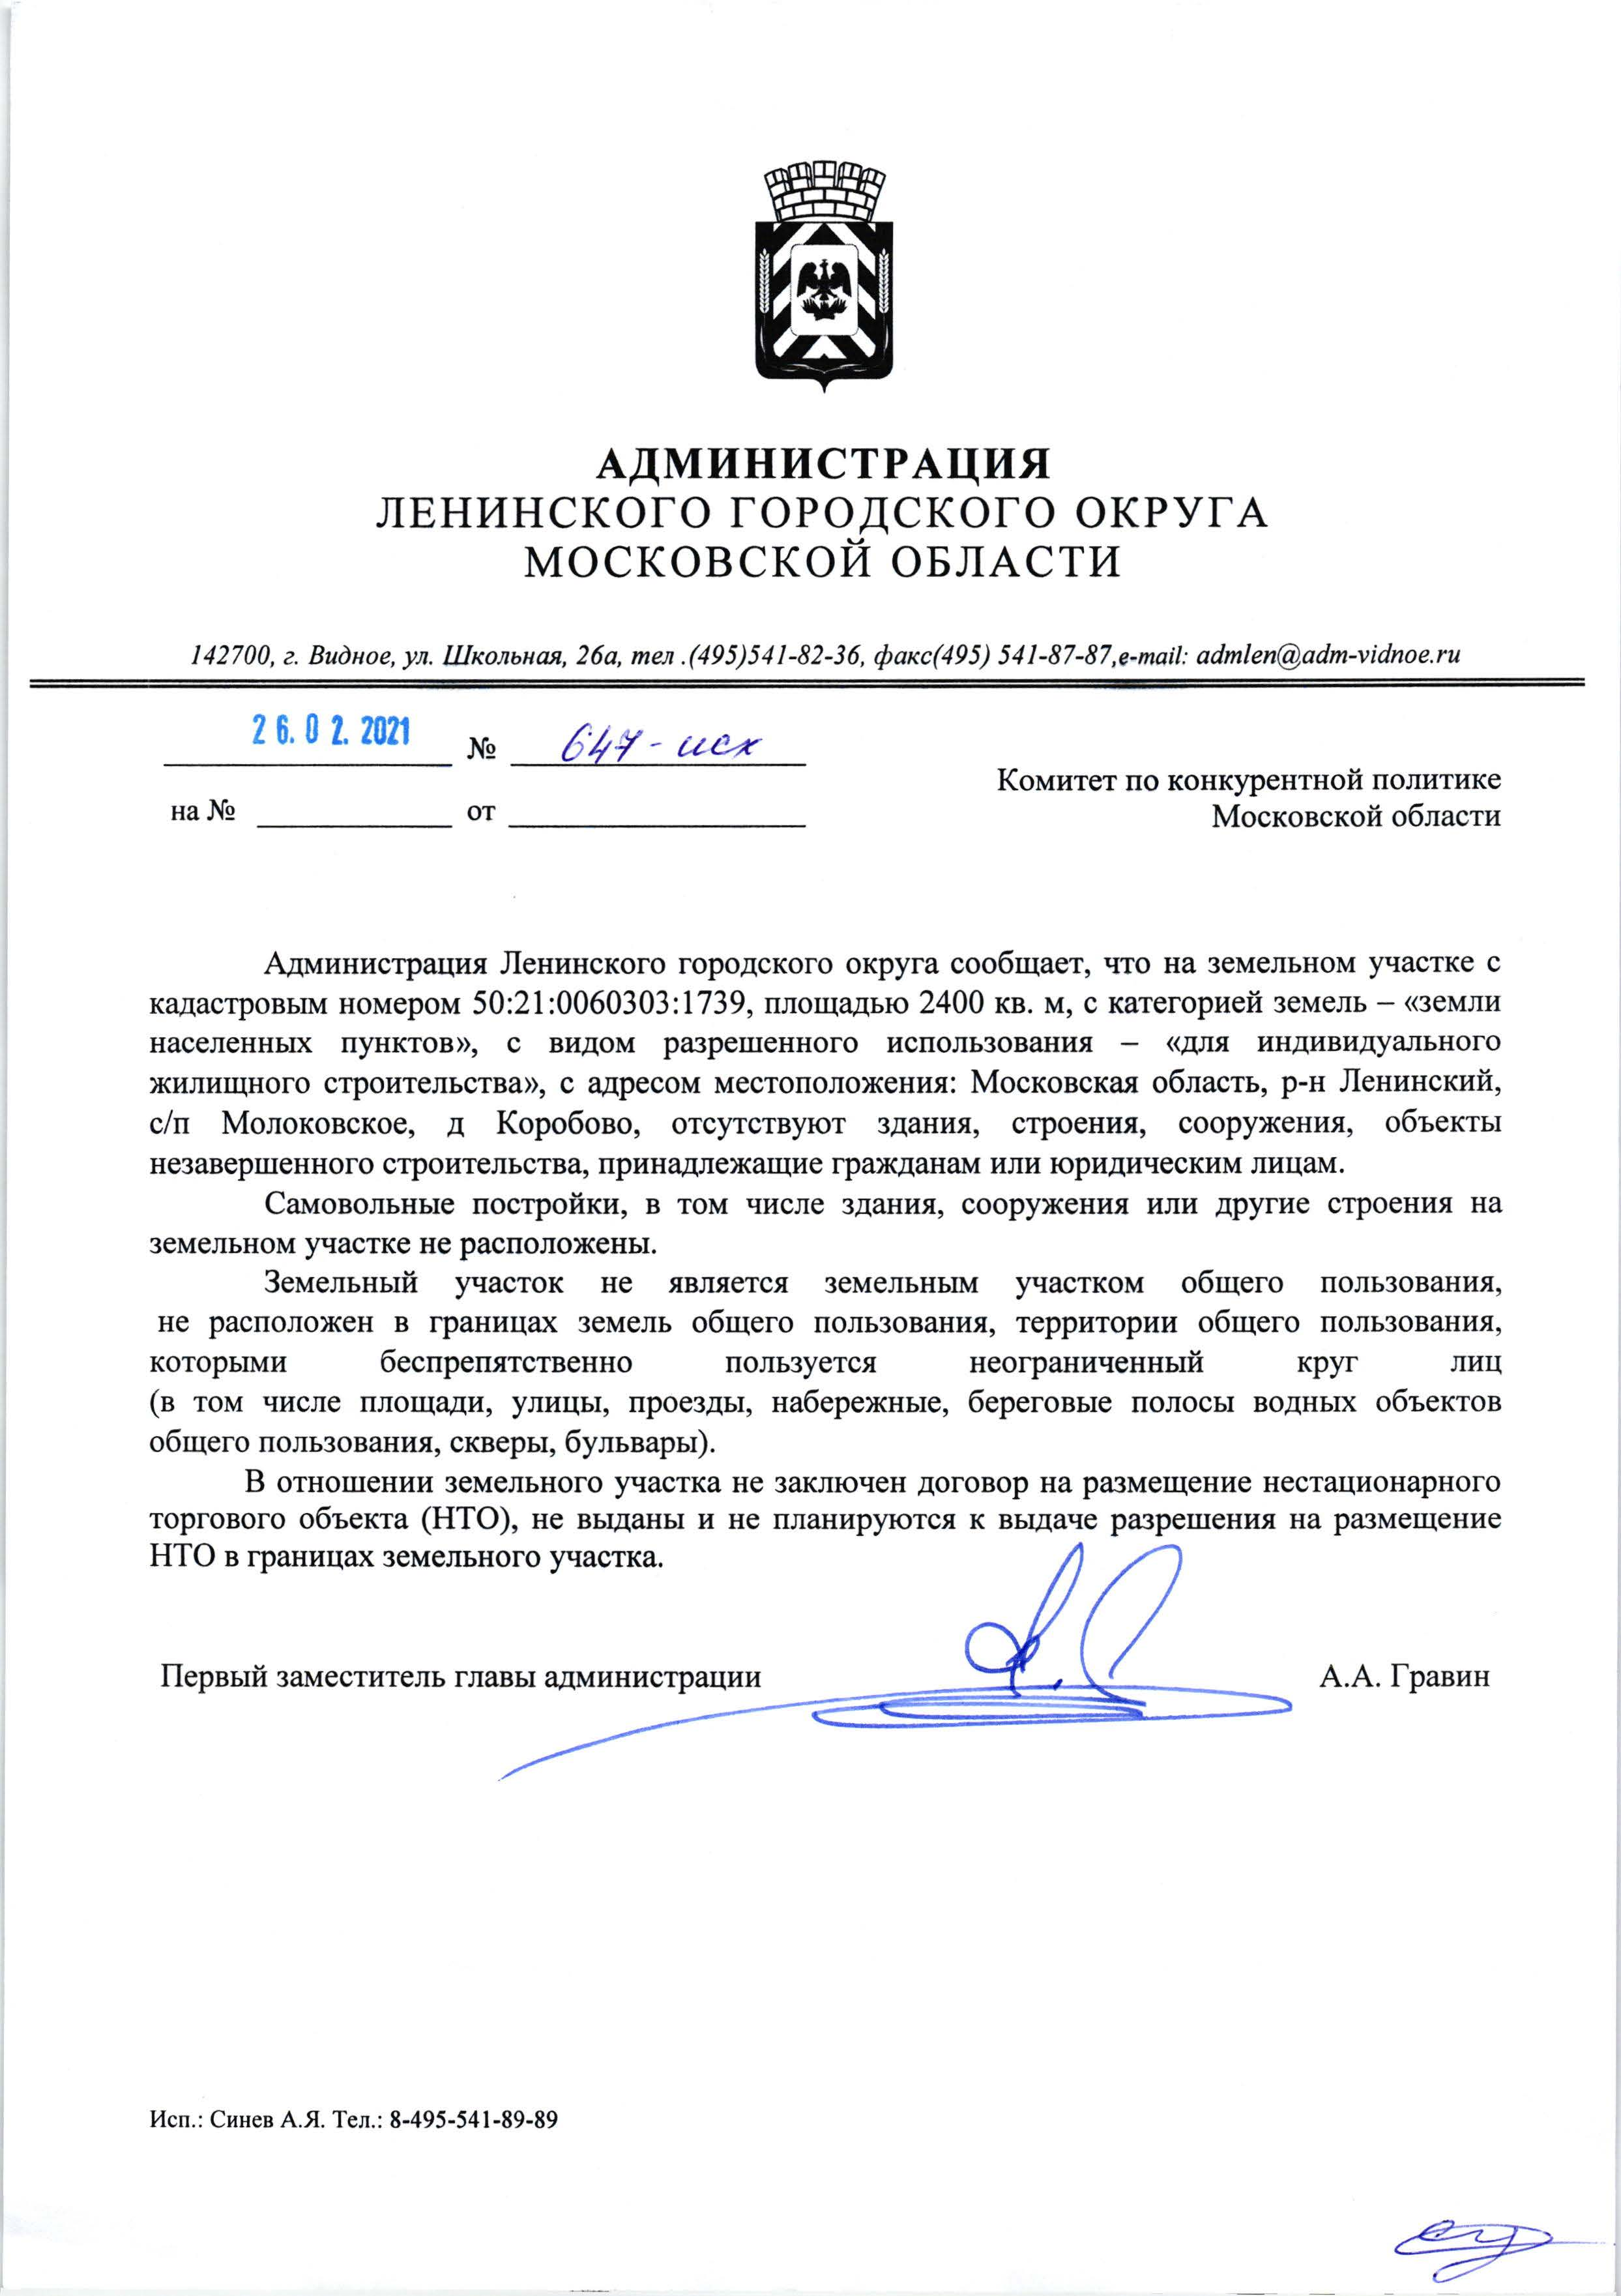 АДМИНИСТРАЦИЯ
ЛЕНИНСКОГО ГОРОДСКОГО ОКРУГА
МОСКОВСКОЙ ОБЛАСТИ
142700, г. Видное, ул. Школьная, 26а, тел .(495)541-82-36, факс(495) 541-87-87,e-mail: admlen@adm-vidnoe.ru
26.02.2021 № 647-исх
на № от
Комитет по конкурентной политике
Московской области
Администрация Ленинского городского округа сообщает, что на земельном участке с
кадастровым номером 50:21:0060303:1739, площадью 2400 кв. м, с категорией земель – «земли
населенных пунктов», с видом разрешенного использования – «для индивидуального
жилищного строительства», с адресом местоположения: Московская область, р-н Ленинский,
с/п Молоковское, д Коробово, отсутствуют здания, строения, сооружения, объекты
незавершенного строительства, принадлежащие гражданам или юридическим лицам.
Самовольные постройки, в том числе здания, сооружения или другие строения на
земельном участке не расположены.
Земельный участок не является земельным участком общего пользования,
не расположен в границах земель общего пользования, территории общего пользования,
которыми беспрепятственно пользуется неограниченный круг лиц
(в том числе площади, улицы, проезды, набережные, береговые полосы водных объектов
общего пользования, скверы, бульвары).
В отношении земельного участка не заключен договор на размещение нестационарного
торгового объекта (НТО), не выданы и не планируются к выдаче разрешения на размещение
НТО в границах земельного участка.
Первый заместитель главы администрации А.А. Гравин
Исп.: Синев А.Я. Тел.: 8-495-541-89-89